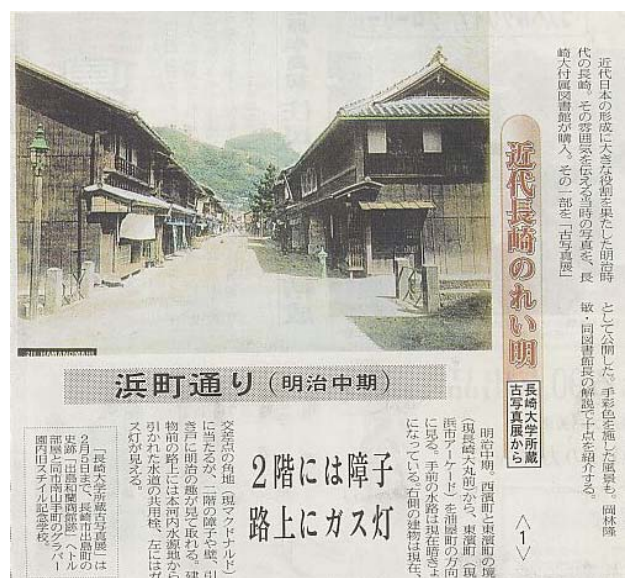 近代日本の形成に大きな役割を果たした明治時
代の長崎。その雰囲気を伝える当時の写真を、長
崎大付属図書館が購入。その一部を「古写真展」
として公開した。手彩色を施した風景も。岡林隆
敏・同図書館長の解説で十点を紹介する。
近代長崎のれい明
長崎大学所蔵
古写真展から
〈1〉
浜町通り（明治中期）
2階には障子
路上にガス灯
明治中期。西濱町と東濱町の境
（現長崎大丸前）から、東濱町（現
浜市アーケード）を油屋町の方向
に見る。手前の水路は現在暗きょ
になっている。右側の建物は現在、
交差点の角地（現マクドナルド）
に当たるが、二階の障子や壁、引
き戸に明治の趣が見て取れる。建
物前の路上には本河内水源地から
引かれた水道の共用栓、左にはガ
ス灯が見える。
「長崎大学所蔵古写真展」は
2月5日まで、長崎市出島町の
史跡「出島和蘭商館跡」ヘトル
部屋と同市南山手町のグラバー
園内旧スチイル記念学校。